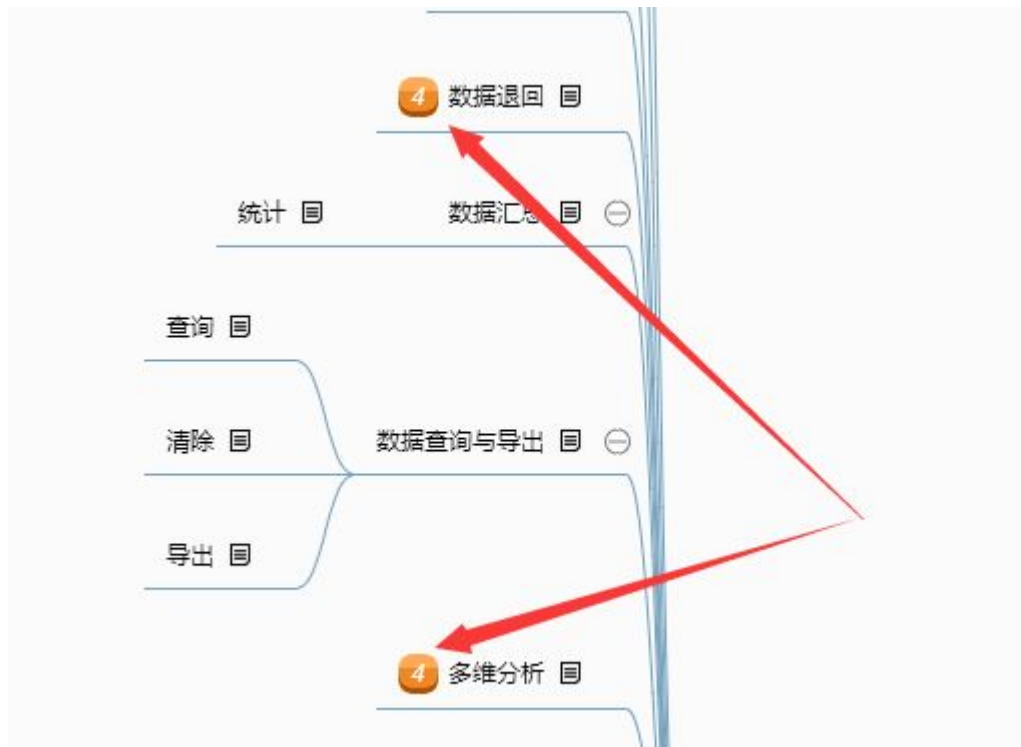 4 数据退回
统计 数据汇总
查询
清除 数据查询与导出
导出
4 多维分析